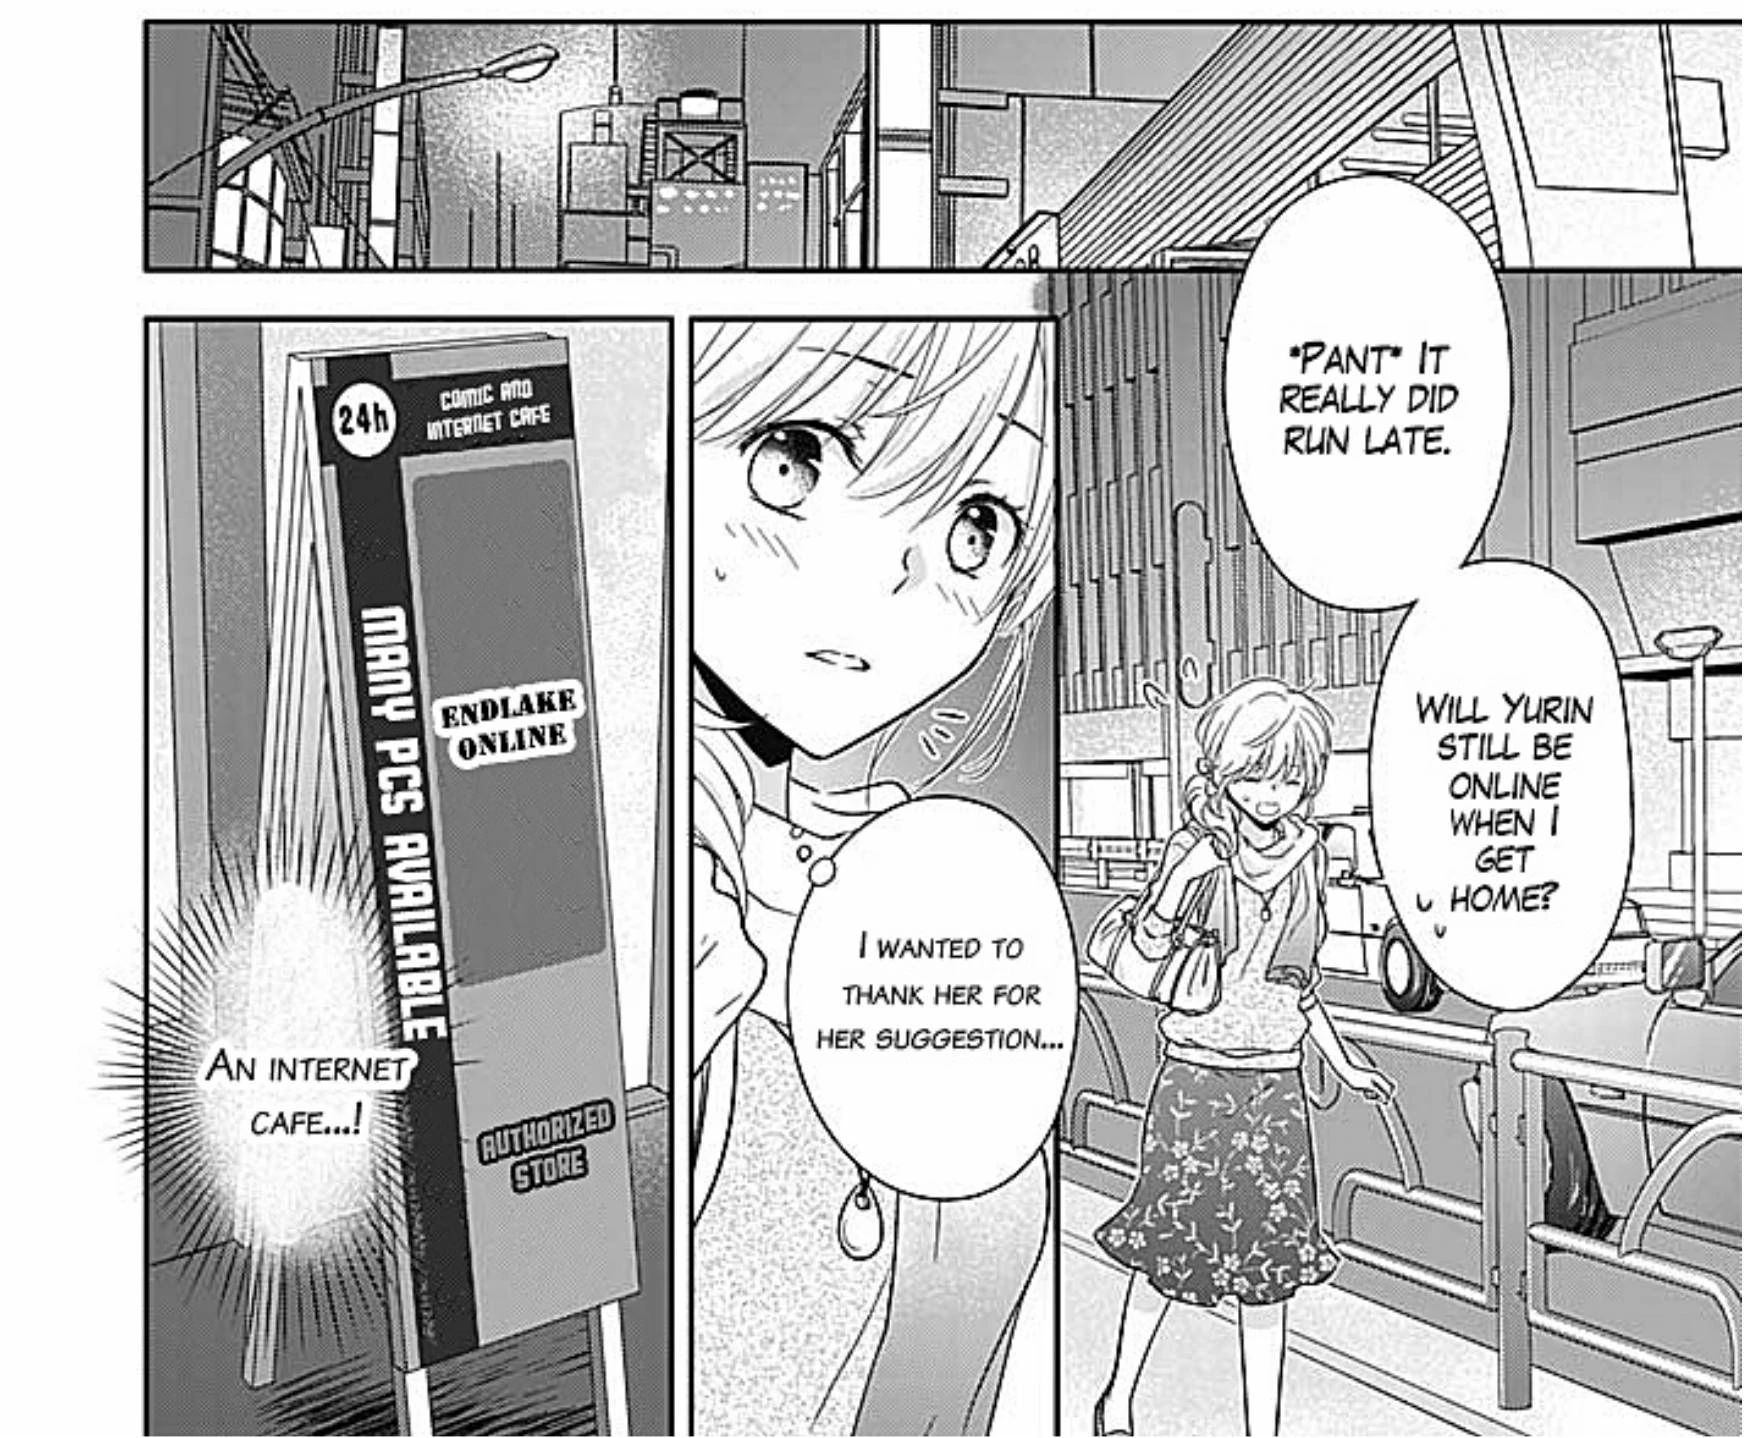 *PANT* IT
REALLY DID
RUN LATE.
WILL YURIN
STILL BE
ONLINE
WHEN I
GET
HOME?
I WANTED TO
THANK HER FOR
HER SUGGESTION...
24h
COMIC AND
INTERNET CAFE
MANY PCS AVAILABLE
ENDLAKE
ONLINE
AUTHORIZED
STORE
AN INTERNET
CAFE...!